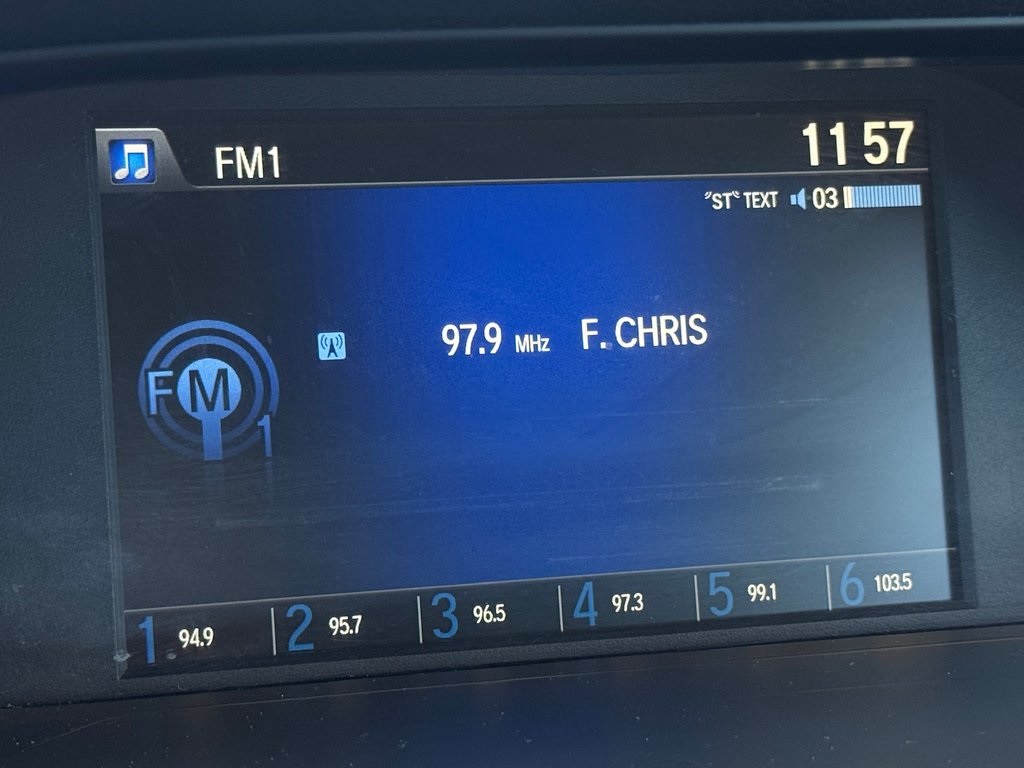 FM1 11 57
"ST" TEXT 03
97.9 MHz F. CHRIS
FM
1
1 94.9 2 95.7 3 96.5 4 97.3 5 99.1 6 103.5